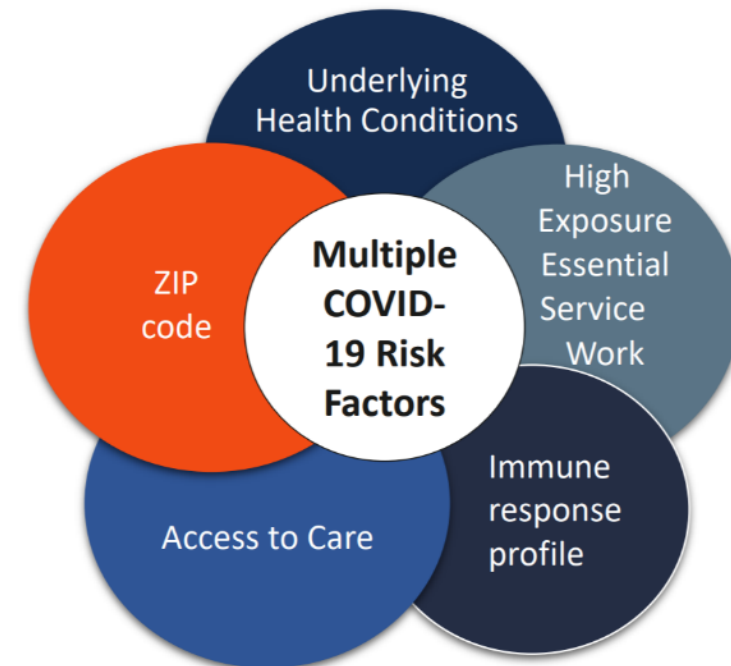 Underlying
Health Conditions
High
Exposure
Essential
Service
Work
ZIP
code
Multiple
COVID-
19 Risk
Factors
Immune
response
profile
Access to Care